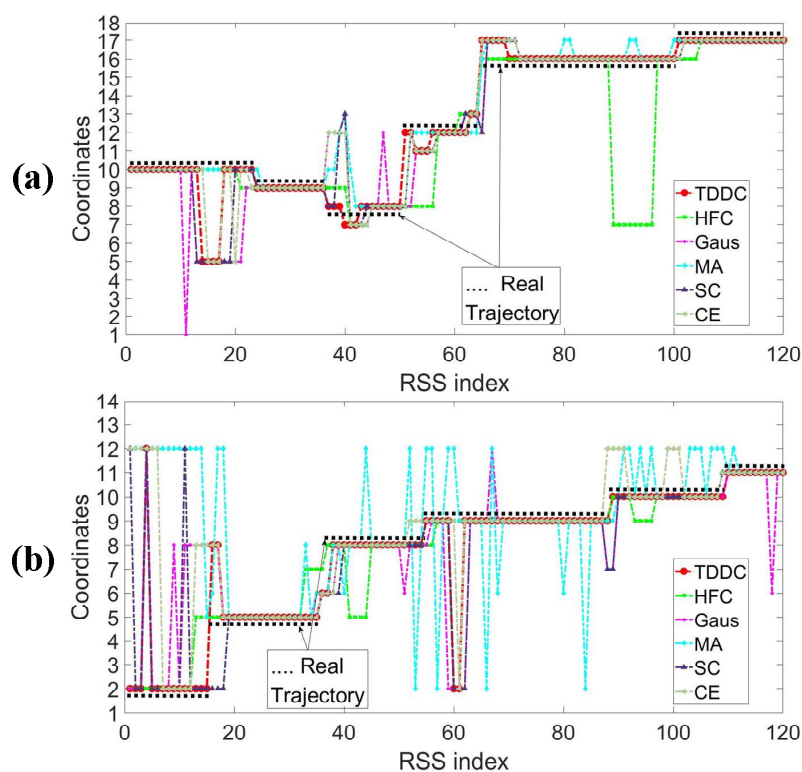 (a)
Coordinates
18
17
16
15
14
13
12
11
10
9
8
7
6
5
4
3
2
1
0
20
40
60
80
100
120
RSS index
.... Real
Trajectory
TDDC
HFC
Gaus
MA
SC
CE
(b)
Coordinates
14
13
12
11
10
9
8
7
6
5
4
3
2
1
0
20
40
60
80
100
120
RSS index
.... Real
Trajectory
TDDC
HFC
Gaus
MA
SC
CE